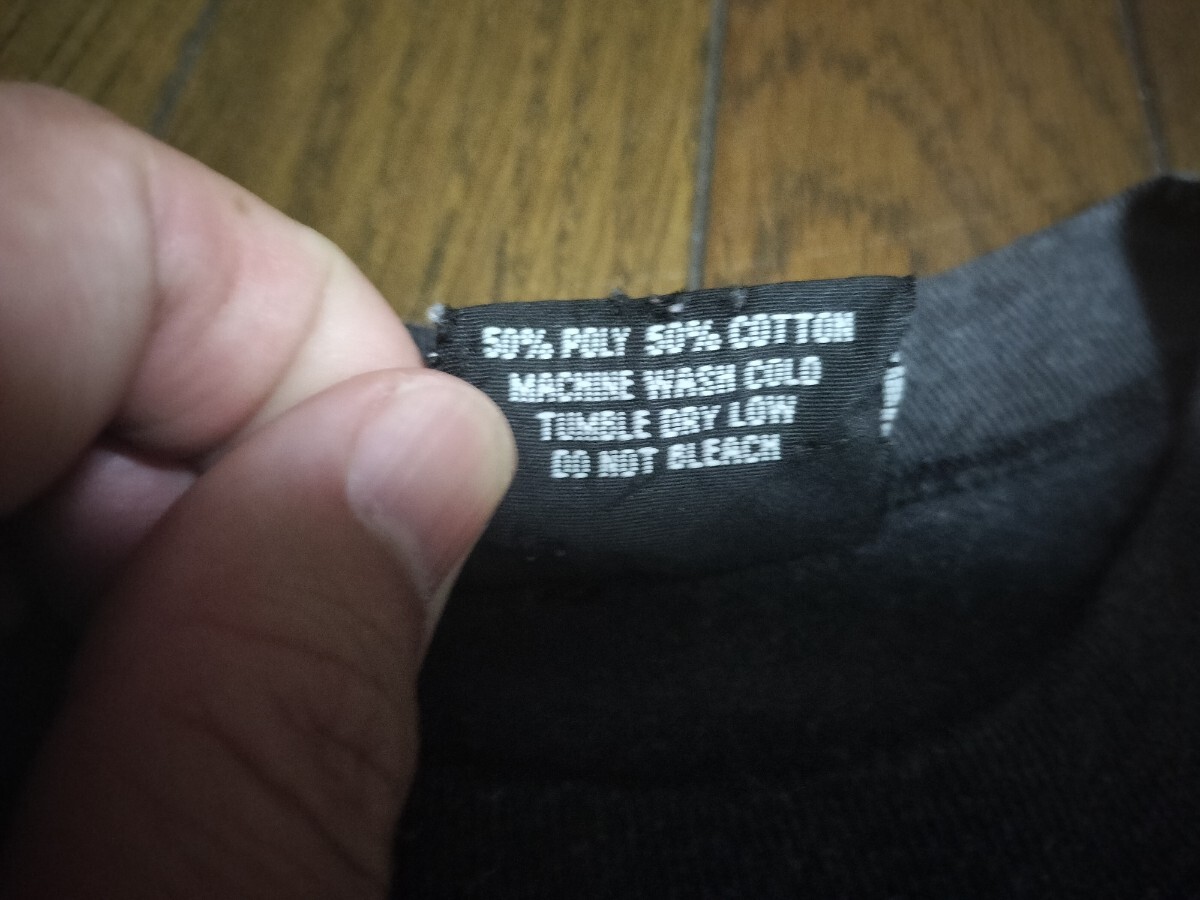 50% POLY 50% COTTON
MACHINE WASH COLD
TUMBLE DRY LOW
DO NOT BLEACH